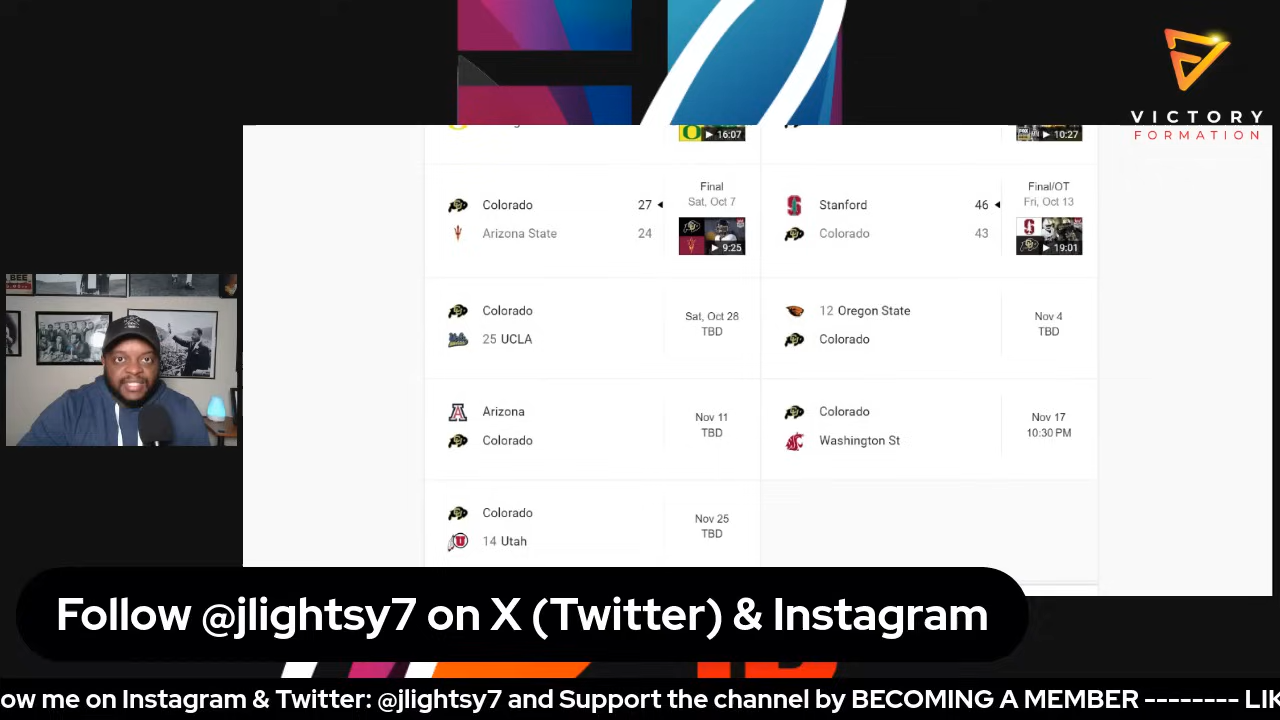 VICTORY
FORMATION
16:07
10:27
Final
Sat, Oct 7
Colorado 27
Arizona State 24
9:25
Final/OT
Fri, Oct 13
Stanford 46
Colorado 43
19:01
Colorado
25 UCLA
Sat, Oct 28
TBD
12 Oregon State
Colorado
Nov 4
TBD
Arizona
Colorado
Nov 11
TBD
Colorado
Washington St
Nov 17
10:30 PM
Colorado
14 Utah
Nov 25
TBD
Follow @jlightsy7 on X (Twitter) & Instagram
ow me on Instagram & Twitter: @jlightsy7 and Support the channel by BECOMING A MEMBER -------- LIK